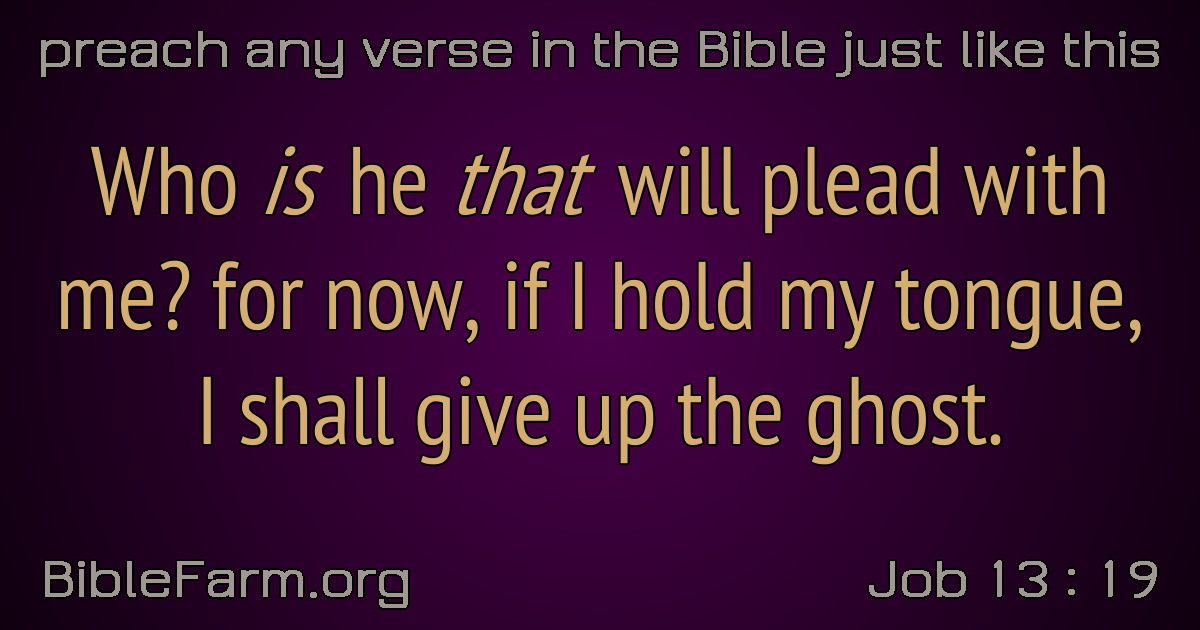 preach any verse in the Bible just like this
Who is he that will plead with
me? for now, if I hold my tongue,
I shall give up the ghost.
BibleFarm.org
Job 13 : 19